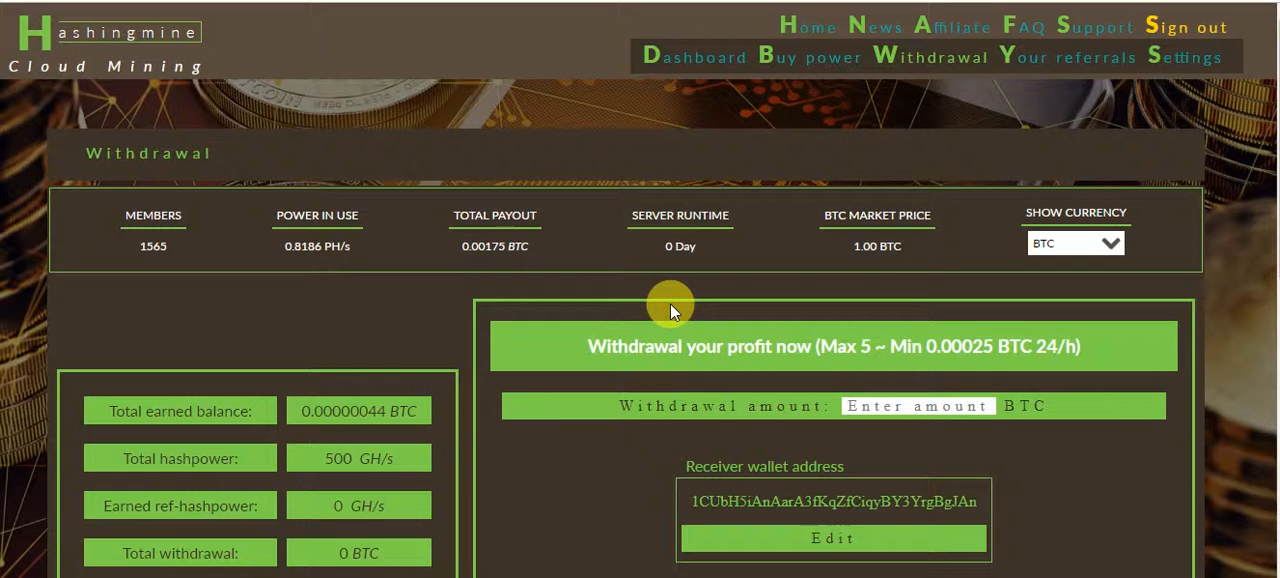 Hashingmine
Cloud Mining
Home News Affiliate FAQ Support Sign out
Dashboard Buy power Withdrawal Your referrals Settings
Withdrawal
MEMBERS POWER IN USE TOTAL PAYOUT SERVER RUNTIME BTC MARKET PRICE SHOW CURRENCY
1565 0.8186 PH/s 0.00175 BTC 0 Day 1.00 BTC BTC
Withdrawal your profit now (Max 5 ~ Min 0.00025 BTC 24/h)
Withdrawal amount: Enter amount BTC
Receiver wallet address
1CUbH5iAnAarA3fKqZfCiqyBY3YrgBgJAn
Edit
Total earned balance: 0.00000044 BTC
Total hashpower: 500 GH/s
Earned ref-hashpower: 0 GH/s
Total withdrawal: 0 BTC